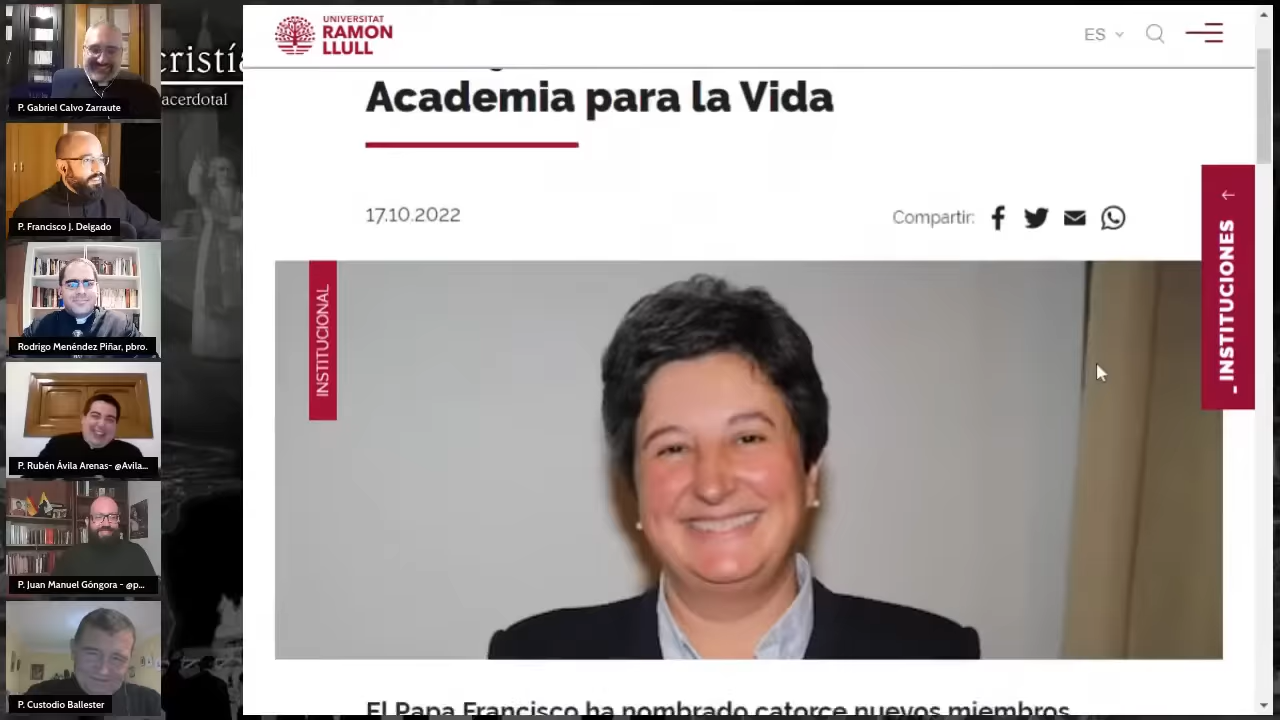 P. Gabriel Calvo Zarraute
P. Francisco J. Delgado
Rodrigo Menéndez Piñar, pbro.
P. Rubén Ávila Arenas- @Avila...
P. Juan Manuel Góngora - @p...
P. Custodio Ballester
cristía
acerdotal
UNIVERSITAT
RAMON
LLULL
ES
Academia para la Vida
17.10.2022
Compartir:
INSTITUCIONAL
_INSTITUCIONES
El Papa Francisco ha nombrado catorce nuevos miembros